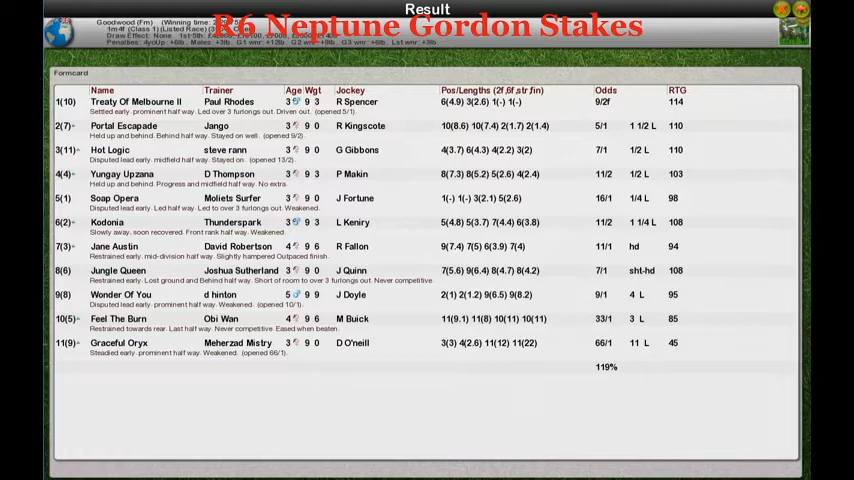 Result
R6 Neptune Gordon Stakes
Goodwood (Fm) (Winning time:
1m4f (Class 1) (Listed Race)
Draw Effect: None. 1st-5th:
Penalties: 4yoUp: +6lb, Males: +3lb, G1 wnr: +12lb
Formcard
Name Trainer Age Wgt Jockey Pos/Lengths (2f,6f,str,fin) Odds RTG
1(10) Treaty Of Melbourne II Paul Rhodes 3 9 3 R Spencer 6(4.9) 3(2.6) 1(-) 1(-) 9/2f 114
Settled early. prominent half way. Led over 3 furlongs out. Driven out. (opened 5/1).
2(7) Portal Escapade Jango 3 9 0 R Kingscote 10(8.6) 10(7.4) 2(1.7) 2(1.4) 5/1 1 1/2 L 110
Held up and behind. Behind half way. Stayed on well. (opened 9/2).
3(11) Hot Logic steve rann 3 9 0 G Gibbons 4(3.7) 6(4.3) 4(2.2) 3(2) 7/1 1/2 L 110
Disputed lead early. midfield half way. Stayed on. (opened 13/2).
4(4) Yungay Upzana D Thompson 3 9 3 P Makin 8(7.3) 8(5.2) 5(2.6) 4(2.4) 11/2 1/2 L 103
Held up and behind. Progress and midfield half way. No extra.
5(1) Soap Opera Moliets Surfer 3 9 0 J Fortune 1(-) 1(-) 3(2.1) 5(2.6) 16/1 1/4 L 98
Disputed lead early. Led half way. Led to over 3 furlongs out. Weakened.
6(2) Kodonia Thunderspark 3 9 3 L Keniry 5(4.8) 5(3.7) 7(4.4) 6(3.8) 11/2 1 1/4 L 108
Slowly away. soon recovered. Front rank half way. Weakened.
7(3) Jane Austin David Robertson 4 9 6 R Fallon 9(7.4) 7(5) 6(3.9) 7(4) 11/1 hd 94
Restrained early. mid-division half way. Slightly hampered Outpaced finish.
8(6) Jungle Queen Joshua Sutherland 3 9 0 J Quinn 7(5.6) 9(6.4) 8(4.7) 8(4.2) 7/1 sht-hd 108
Restrained early. Lost ground and Behind half way. Short of room to over 3 furlongs out. Never competitive.
9(8) Wonder Of You d hinton 5 9 9 J Doyle 2(1) 2(1.2) 9(6.5) 9(8.2) 9/1 4 L 95
Disputed lead early. prominent half way. Weakened. (opened 10/1).
10(5) Feel The Burn Obi Wan 4 9 6 M Buick 11(9.1) 11(8) 10(11) 10(11) 33/1 3 L 85
Restrained towards rear. Last half way. Never competitive. Eased when beaten.
11(9) Graceful Oryx Meherzad Mistry 3 9 0 D O'neill 3(3) 4(2.6) 11(12) 11(22) 66/1 11 L 45
Steadied early. prominent half way. Weakened. (opened 66/1).
119%